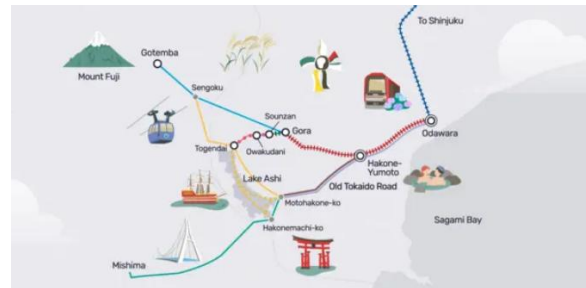 To Shinjuku
Gotemba
Mount Fuji
Sengoku
Sounzan
Gora
Odawara
Togendai
Owakudani
Hakone-
Yumoto
Lake Ashi
Old Tokaido Road
Motohakone-ko
Sagami Bay
Hakonemachi-ko
Mishima